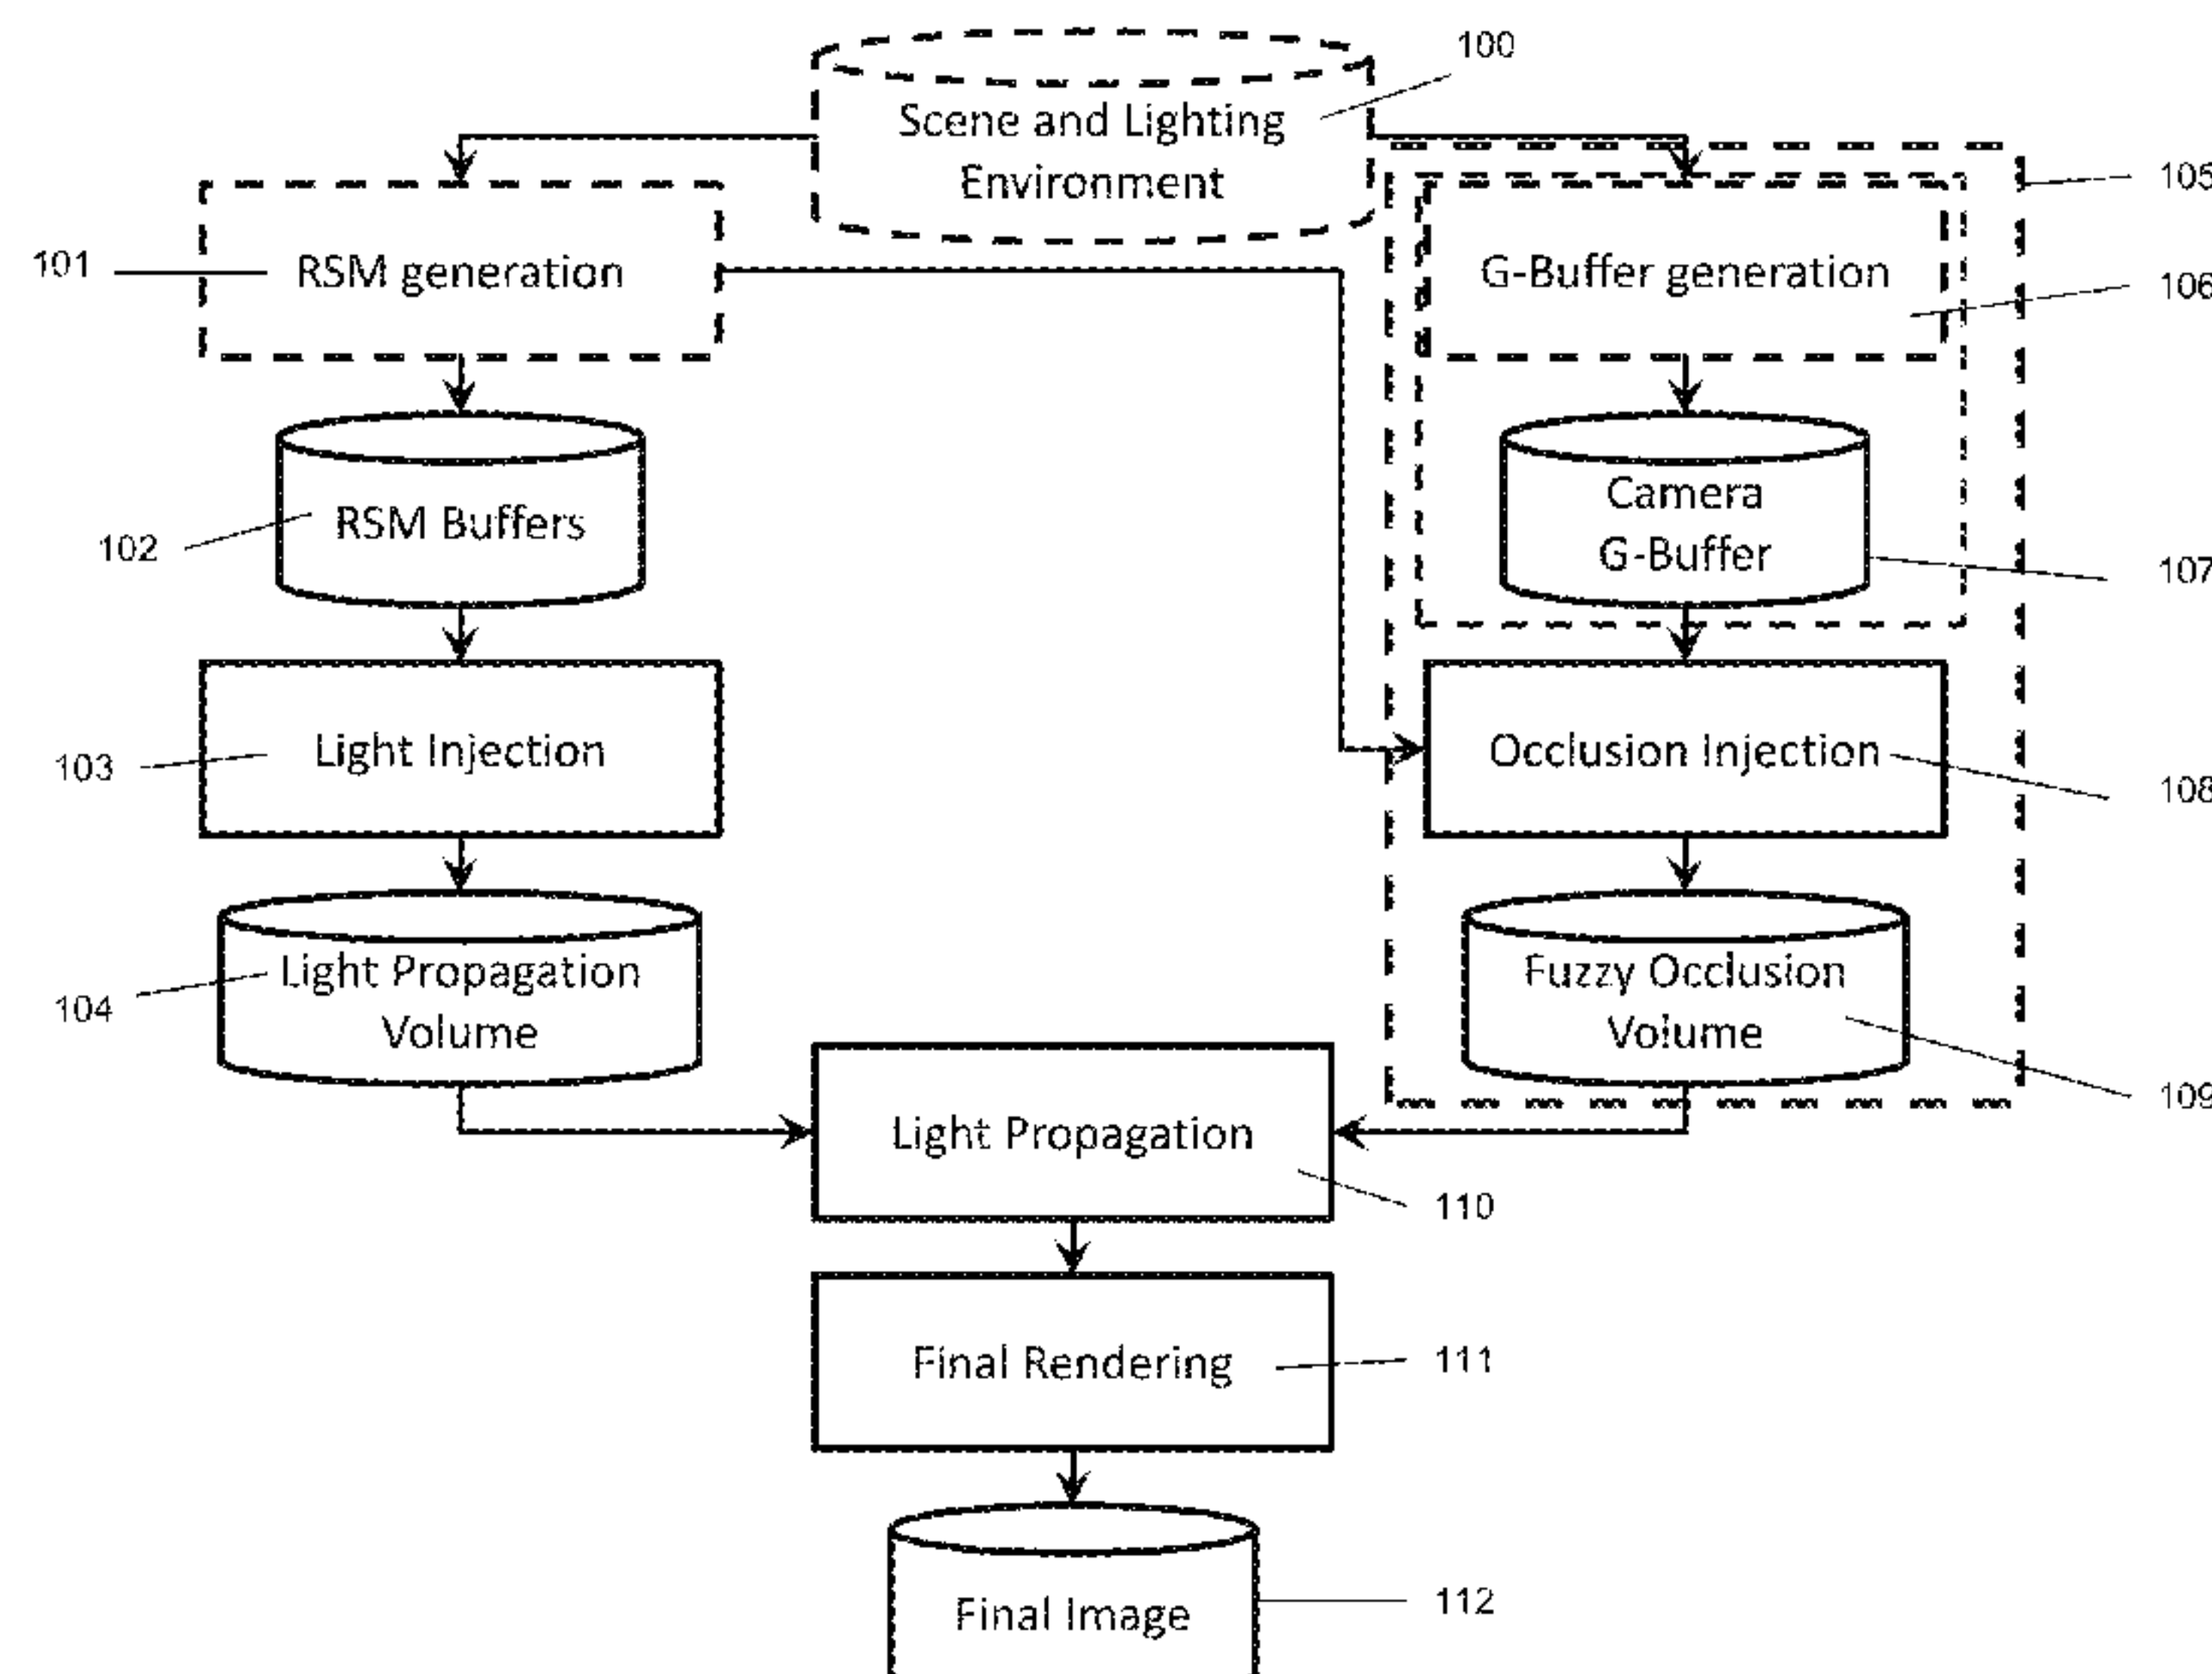 100
Scene and Lighting
Environment
105
101
RSM generation
G-Buffer generation
106
102
RSM Buffers
Camera
G-Buffer
107
103
Light Injection
Occlusion Injection
108
104
Light Propagation
Volume
Fuzzy Occlusion
Volume
109
Light Propagation
110
Final Rendering
111
Final Image
112